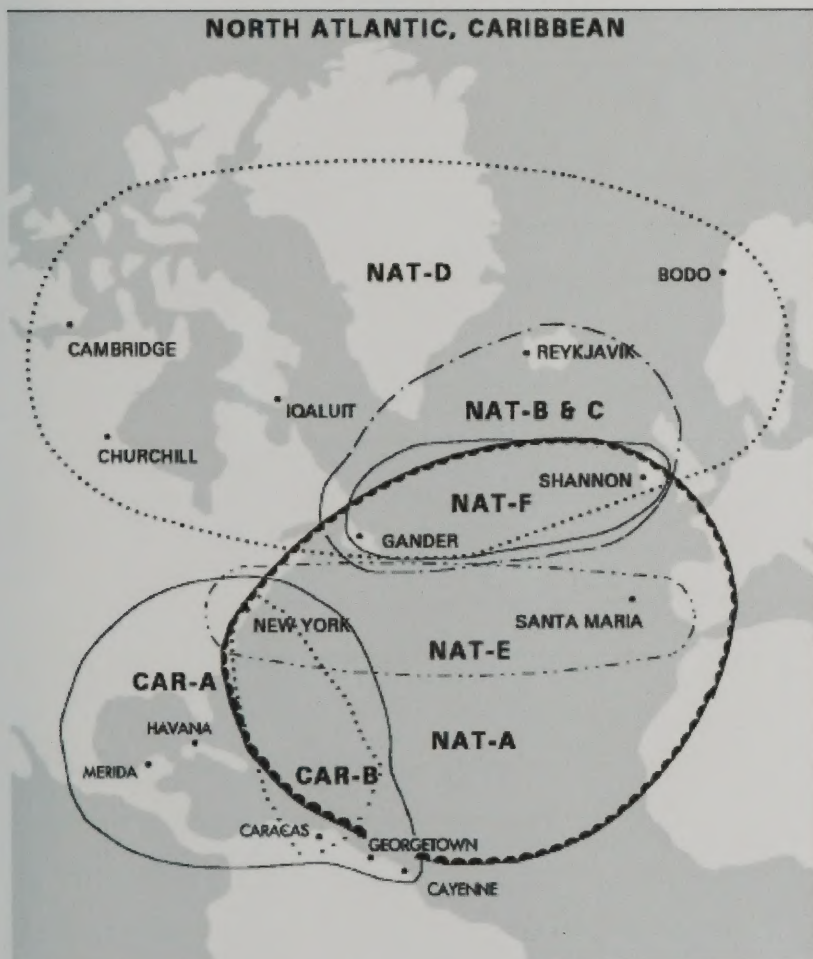 NORTH ATLANTIC, CARIBBEAN
NAT-D
BODO
CAMBRIDGE
REYKJAVÍK
IQALUIT
NAT-B & C
CHURCHILL
SHANNON
NAT-F
GANDER
NEW YORK
SANTA MARIA
NAT-E
CAR-A
HAVANA
NAT-A
MERIDA
CAR-B
CARACAS
GEORGETOWN
CAYENNE